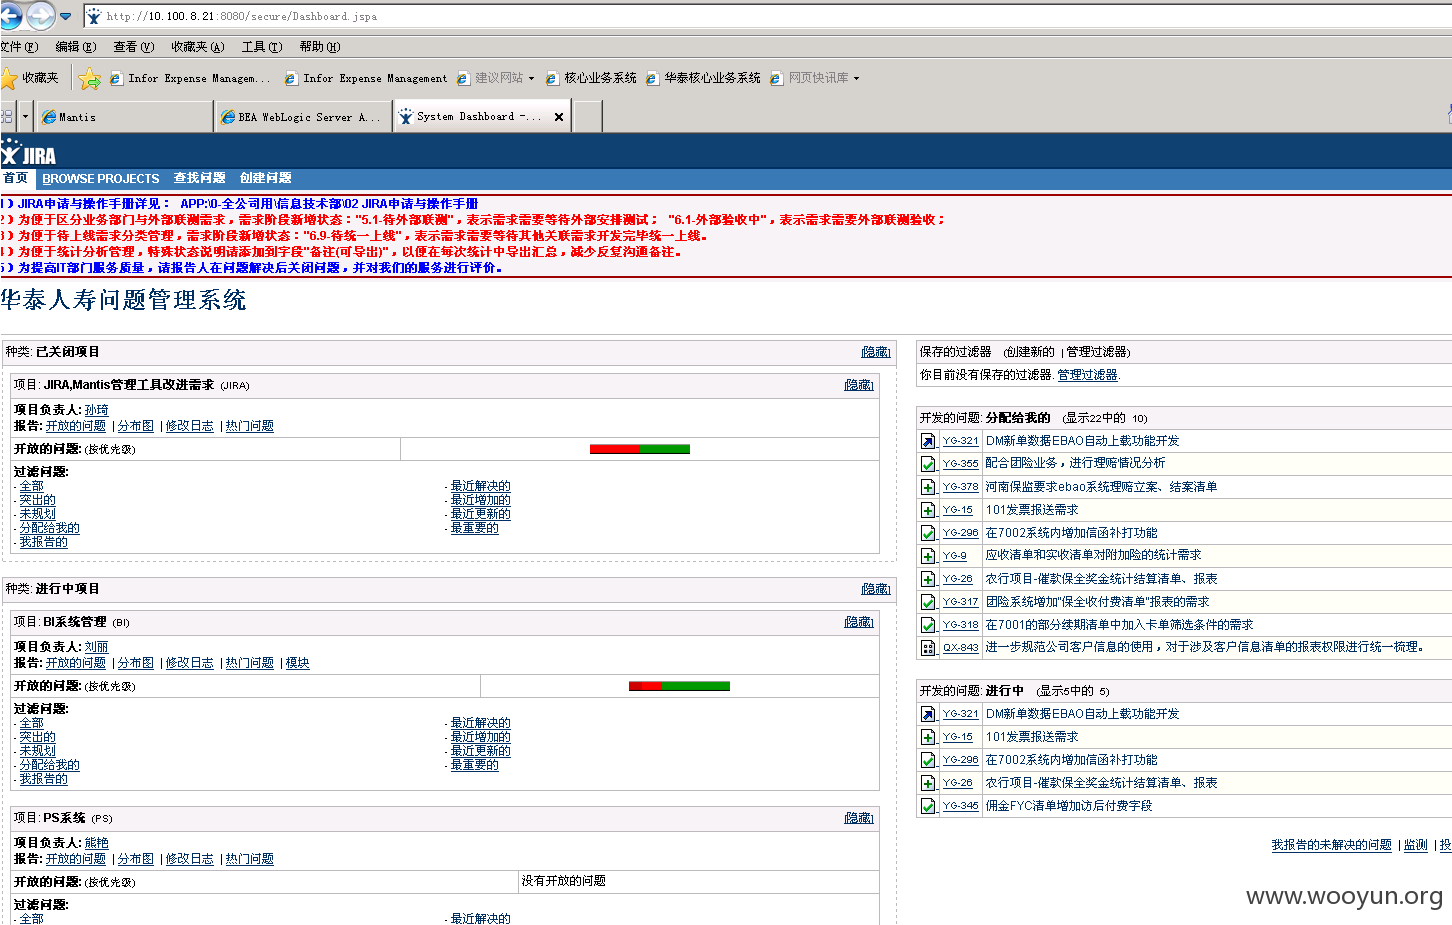 http://10.100.8.21:8080/secure/Dashboard.jspa
文件(F) 编辑(E) 查看(V) 收藏夹(A) 工具(T) 帮助(H)
收藏夹 Infor Expense Managem... Infor Expense Management 建议网站 核心业务系统 华泰核心业务系统 网页快讯库
Mantis BEA WebLogic Server A... System Dashboard -...
JIRA
首页 BROWSE PROJECTS 查找问题 创建问题
1) JIRA申请与操作手册详见： APP:\0-全公司用\信息技术部\02 JIRA申请与操作手册
2) 为便于区分业务部门与外部联测需求，需求阶段新增状态："5.1-待外部联测"，表示需求需要等待外部安排测试； "6.1-外部验收中"，表示需求需要外部联测验收；
3) 为便于待上线需求分类管理，需求阶段新增状态："6.9-待统一上线"，表示需求需要等待其他关联需求开发完毕统一上线。
4) 为便于统计分析管理，特殊状态说明请添加到字段"备注(可导出)"，以便在每次统计中导出汇总，减少反复沟通备注。
5) 为提高IT部门服务质量，请报告人在问题解决后关闭问题，并对我们的服务进行评价。
华泰人寿问题管理系统
种类: 已关闭项目 [隐藏]
项目: JIRA,Mantis管理工具改进需求 (JIRA) [隐藏]
项目负责人: 孙琦
报告: 开放的问题 | 分布图 | 修改日志 | 热门问题
开放的问题: (按优先级)
过滤问题:
- 全部 - 最近解决的
- 突出的 - 最近增加的
- 未规划 - 最近更新的
- 分配给我的 - 最重要的
- 我报告的
种类: 进行中项目 [隐藏]
项目: BI系统管理 (BI) [隐藏]
项目负责人: 刘丽
报告: 开放的问题 | 分布图 | 修改日志 | 热门问题 | 模块
开放的问题: (按优先级)
过滤问题:
- 全部 - 最近解决的
- 突出的 - 最近增加的
- 未规划 - 最近更新的
- 分配给我的 - 最重要的
- 我报告的
项目: PS系统 (PS) [隐藏]
项目负责人: 熊艳
报告: 开放的问题 | 分布图 | 修改日志 | 热门问题
开放的问题: (按优先级) 没有开放的问题
过滤问题:
- 全部 - 最近解决的
保存的过滤器 (创建新的 | 管理过滤器)
你目前没有保存的过滤器. 管理过滤器.
开发的问题: 分配给我的 (显示22中的 10)
YG-321 DM新单数据EBAO自动上载功能开发
YG-355 配合团险业务，进行理赔情况分析
YG-378 河南保监要求ebao系统理赔立案、结案清单
YG-15 101发票报送需求
YG-296 在7002系统内增加信函补打功能
YG-9 应收清单和实收清单对附加险的统计需求
YG-26 农行项目-催款保全奖金统计结算清单、报表
YG-317 团险系统增加"保全收付费清单"报表的需求
YG-318 在7001的部分续期清单中加入卡单筛选条件的需求
QX-843 进一步规范公司客户信息的使用，对于涉及客户信息清单的报表权限进行统一梳理。
开发的问题: 进行中 (显示5中的 5)
YG-321 DM新单数据EBAO自动上载功能开发
YG-15 101发票报送需求
YG-296 在7002系统内增加信函补打功能
YG-26 农行项目-催款保全奖金统计结算清单、报表
YG-345 佣金FYC清单增加访后付费字段
我报告的未解决的问题 | 监测 | 投
www.wooyun.org